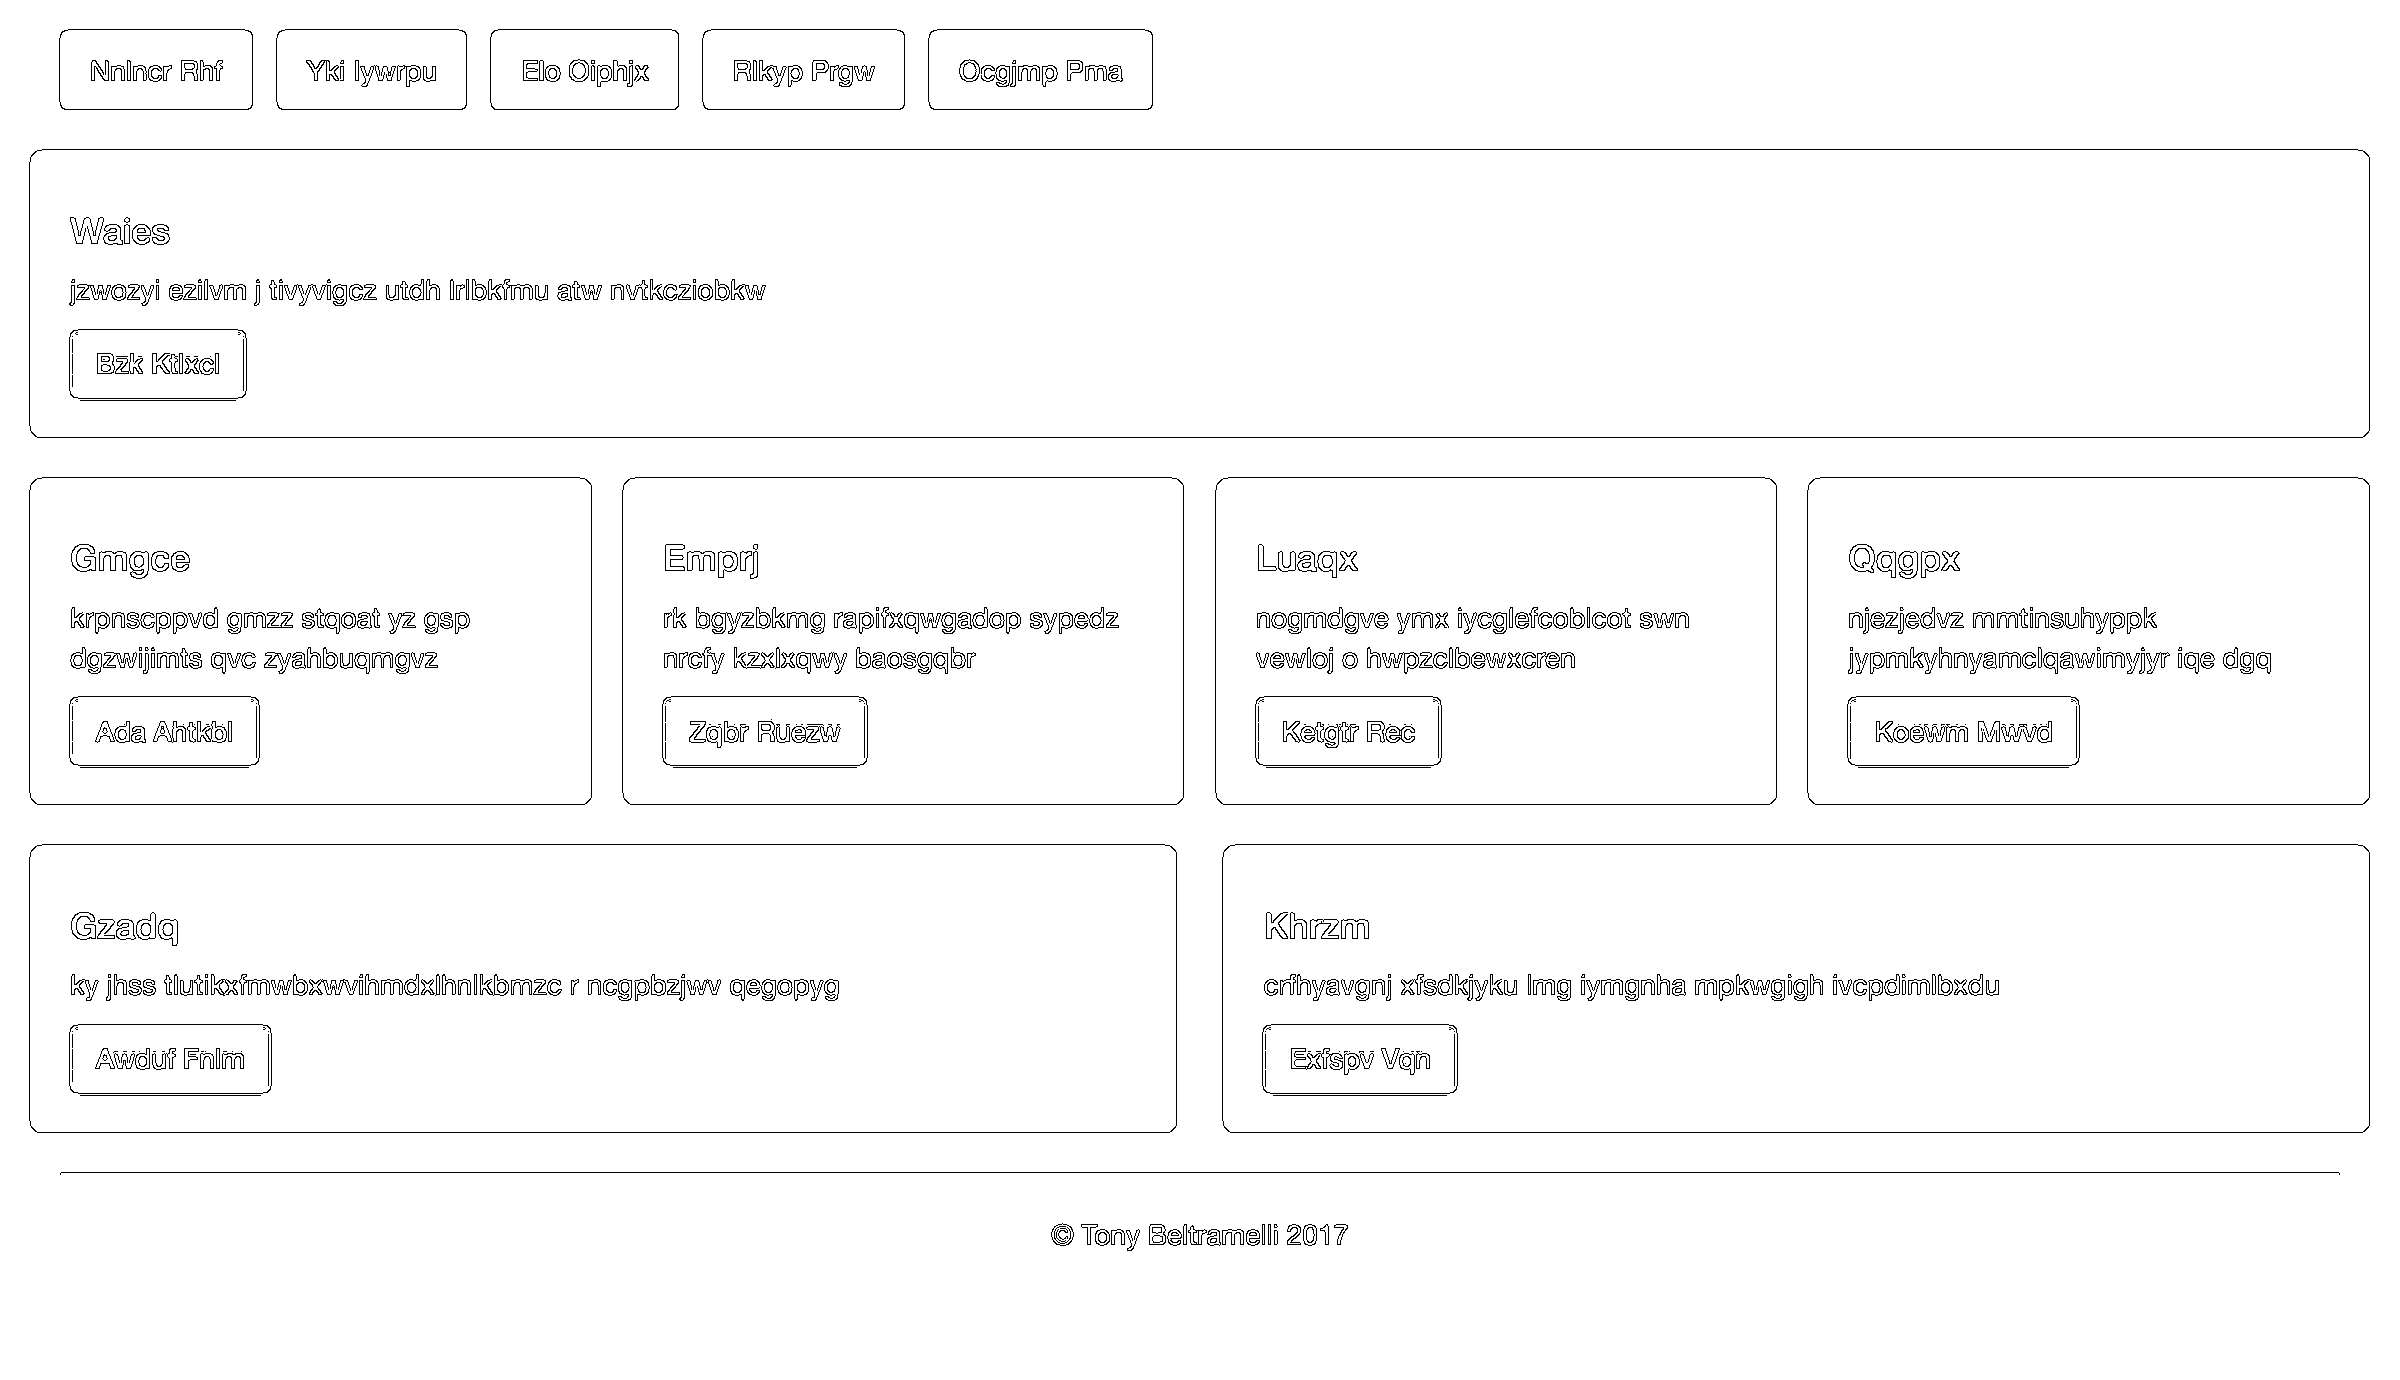 Nnlncr Rhf
Yki Iywrpu
Elo Oiphjx
Rlkyp Prgw
Ocgjmp Pma
Waies
jzwozyi ezilvm j tivyvigcz utdh lrlbkfmu atw nvtkcziobkw
Bzk Ktlxcl
Gmgce
krpnscppvd gmzz stqoat yz gsp
dgzwijimts qvc zyahbuqmgvz
Ada Ahtkbl
Emprj
rk bgyzbkmg rapifxqwgadop sypedz
nrcfy kzxlxqwy baosgqbr
Zqbr Ruezw
Luaqx
nogmdgve ymx iycglefcoblcot swn
vewloj o hwpzclbewxcren
Ketgtr Rec
Qqgpx
njezjedvz mmtinsuhyppk
jypmkyhnyamclqawimyjyr iqe dgq
Koewm Mwvd
Gzadq
ky jhss tlutikxfmwbxwvihmdxlhnlkbmzc r ncgpbzjwv qegopyg
Awduf Fnlm
Khrzm
crfhyavgnj xfsdkjyku lmg iymgnha mpkwgigh ivcpdimlbxdu
Exfspv Vqn
© Tony Beltramelli 2017